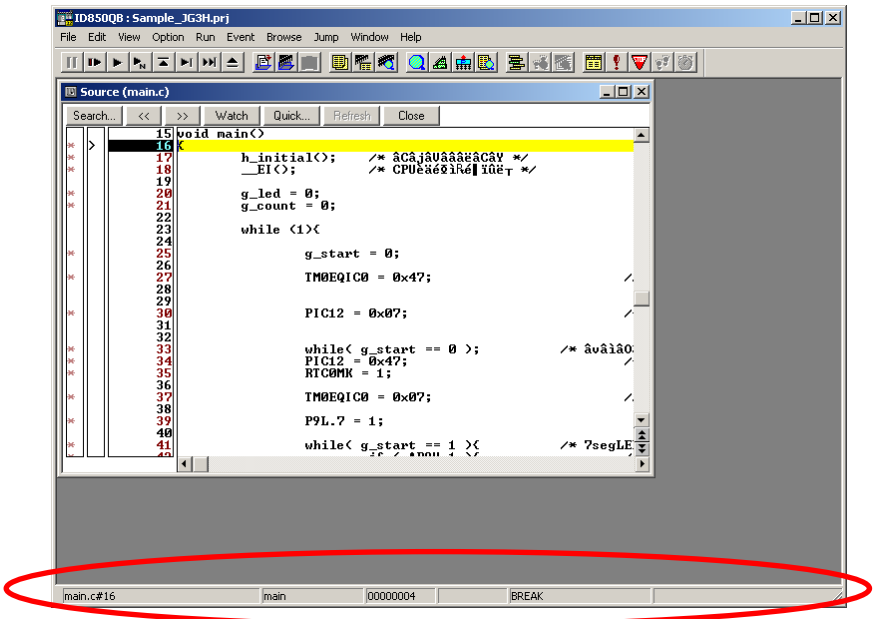 ID850QB : Sample_JG3H.prj
File Edit View Option Run Event Browse Jump Window Help
Source (main.c)
Search... << >> Watch Quick... Refresh Close
15 void main()
16 {
17 h_initial(); /* */
18 __EI(); /* CPU */
19
20 g_led = 0;
21 g_count = 0;
22
23 while (1){
24
25 g_start = 0;
26
27 TM0EQIC0 = 0x47; /
28
29
30 PIC12 = 0x07; /
31
32
33 while( g_start == 0 ); /*
34 PIC12 = 0x47; /
35 RTC0MK = 1;
36
37 TM0EQIC0 = 0x07; /
38
39 P9L.7 = 1;
40
41 while( g_start == 1 ){ /* 7segLE
main.c#16 main 00000004 BREAK